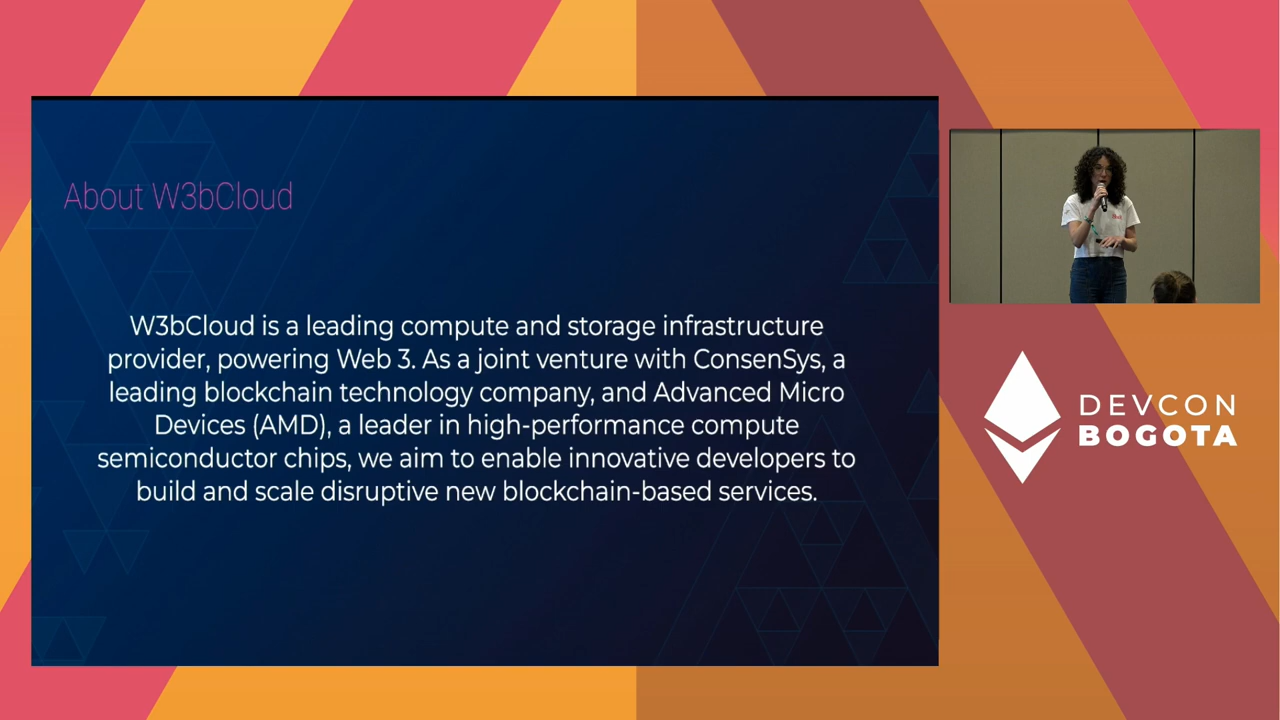 About W3bCloud
W3bCloud is a leading compute and storage infrastructure
provider, powering Web 3. As a joint venture with ConsenSys, a
leading blockchain technology company, and Advanced Micro
Devices (AMD), a leader in high-performance compute
semiconductor chips, we aim to enable innovative developers to
build and scale disruptive new blockchain-based services.
DEVCON
BOGOTA